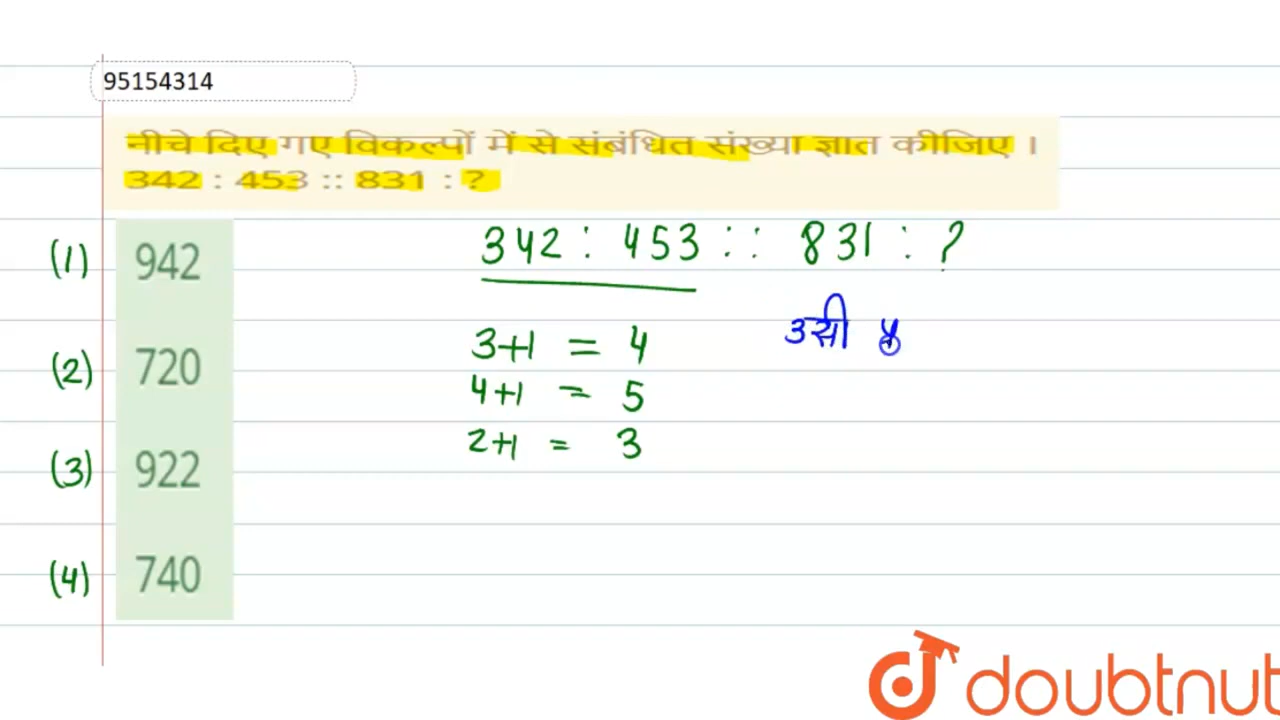 95154314
नीचे दिए गए विकल्पों में से संबंधित संख्या ज्ञात कीजिए ।
342 : 453 :: 831 : ?
(1) 942
342 : 453 :: 831 : ?
3+1 = 4
उसी
(2) 720
4+1 = 5
2+1 = 3
(3) 922
(4) 740
doubtnut